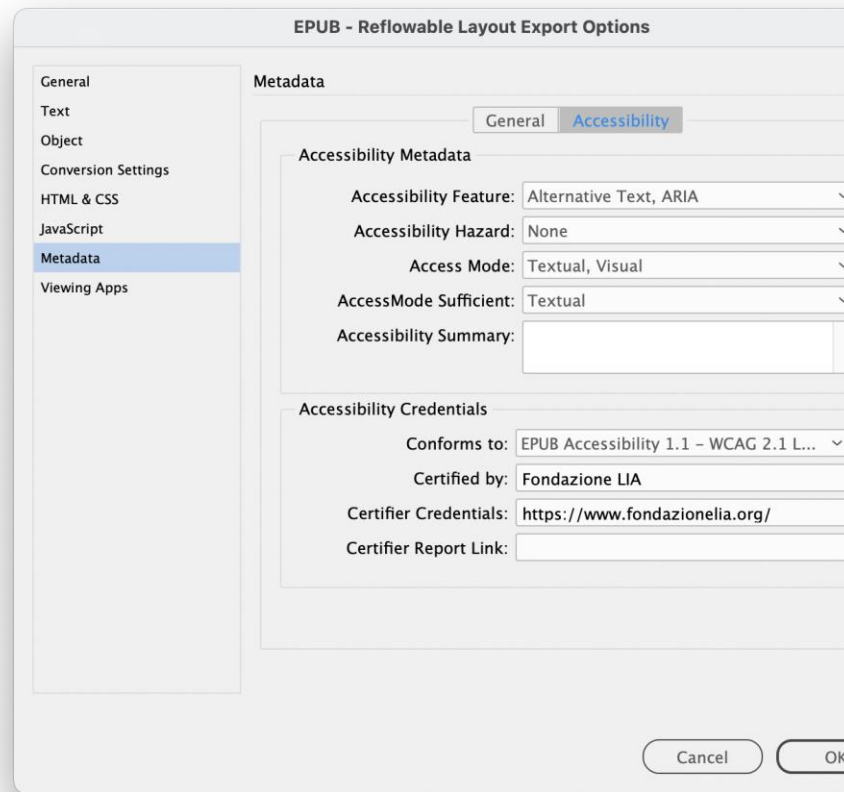 EPUB - Reflowable Layout Export Options
General
Text
Object
Conversion Settings
HTML & CSS
JavaScript
Metadata
Viewing Apps
Metadata
General Accessibility
Accessibility Metadata
Accessibility Feature: Alternative Text, ARIA
Accessibility Hazard: None
Access Mode: Textual, Visual
AccessMode Sufficient: Textual
Accessibility Summary:
Accessibility Credentials
Conforms to: EPUB Accessibility 1.1 – WCAG 2.1 L...
Certified by: Fondazione LIA
Certifier Credentials: https://www.fondazionelia.org/
Certifier Report Link:
Cancel OK